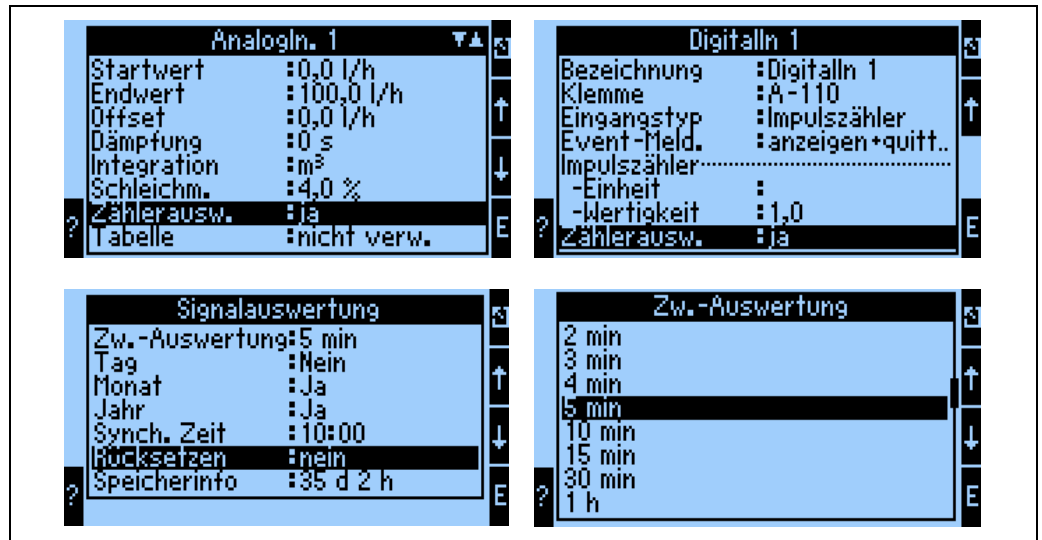 AnalogIn. 1
Startwert :0,0 l/h
Endwert :100,0 l/h
Offset :0,0 l/h
Dämpfung :0 s
Integration :m³
Schleichm. :4,0 %
Zählerausw. :ja
Tabelle :nicht verw.
? E
DigitalIn 1
Bezeichnung :DigitalIn 1
Klemme :A-110
Eingangstyp :Impulszähler
Event-Meld. :anzeigen+quitt..
Impulszähler
-Einheit :
-Wertigkeit :1,0
Zählerausw. :ja
? E
Signalauswertung
Zw.-Auswertung:5 min
Tag :Nein
Monat :Ja
Jahr :Ja
Synch. Zeit :10:00
Rücksetzen :nein
Speicherinfo :35 d 2 h
? E
Zw.-Auswertung
2 min
3 min
4 min
5 min
10 min
15 min
30 min
1 h
? E